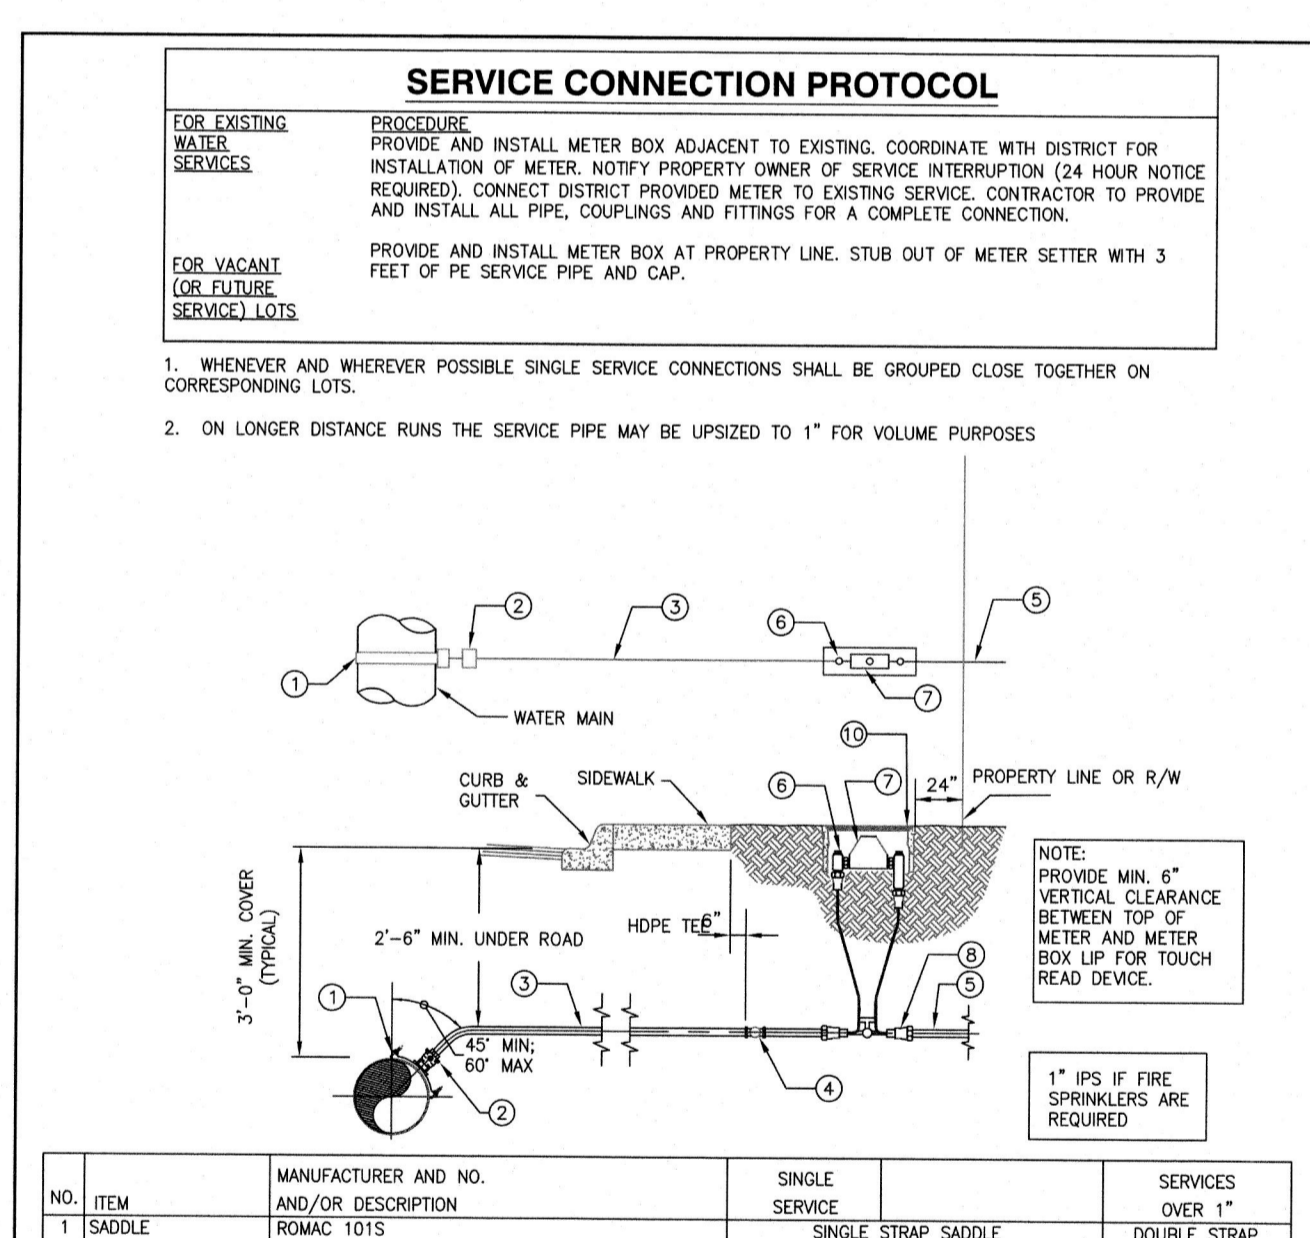 SERVICE CONNECTION PROTOCOL
FOR EXISTING
WATER
SERVICES
PROCEDURE
PROVIDE AND INSTALL METER BOX ADJACENT TO EXISTING. COORDINATE WITH DISTRICT FOR
INSTALLATION OF METER. NOTIFY PROPERTY OWNER OF SERVICE INTERRUPTION (24 HOUR NOTICE
REQUIRED). CONNECT DISTRICT PROVIDED METER TO EXISTING SERVICE. CONTRACTOR TO PROVIDE
AND INSTALL ALL PIPE, COUPLINGS AND FITTINGS FOR A COMPLETE CONNECTION.
FOR VACANT
(OR FUTURE
SERVICE) LOTS
PROVIDE AND INSTALL METER BOX AT PROPERTY LINE. STUB OUT OF METER SETTER WITH 3
FEET OF PE SERVICE PIPE AND CAP.
1. WHENEVER AND WHEREVER POSSIBLE SINGLE SERVICE CONNECTIONS SHALL BE GROUPED CLOSE TOGETHER ON
CORRESPONDING LOTS.
2. ON LONGER DISTANCE RUNS THE SERVICE PIPE MAY BE UPSIZED TO 1" FOR VOLUME PURPOSES
2
3
6
5
1
7
WATER MAIN
10
CURB &
GUTTER
SIDEWALK
6
7
24"
PROPERTY LINE OR R/W
NOTE:
PROVIDE MIN. 6"
VERTICAL CLEARANCE
BETWEEN TOP OF
METER AND METER
BOX LIP FOR TOUCH
READ DEVICE.
3'-0" MIN. COVER
(TYPICAL)
2'-6" MIN. UNDER ROAD
HDPE TEE
6"
8
5
3
1
45° MIN;
60° MAX
4
2
1" IPS IF FIRE
SPRINKLERS ARE
REQUIRED
NO.
ITEM
MANUFACTURER AND NO.
AND/OR DESCRIPTION
SINGLE
SERVICE
SERVICES
OVER 1"
1
SADDLE
ROMAC 101S
SINGLE STRAP SADDLE
DOUBLE STRAP